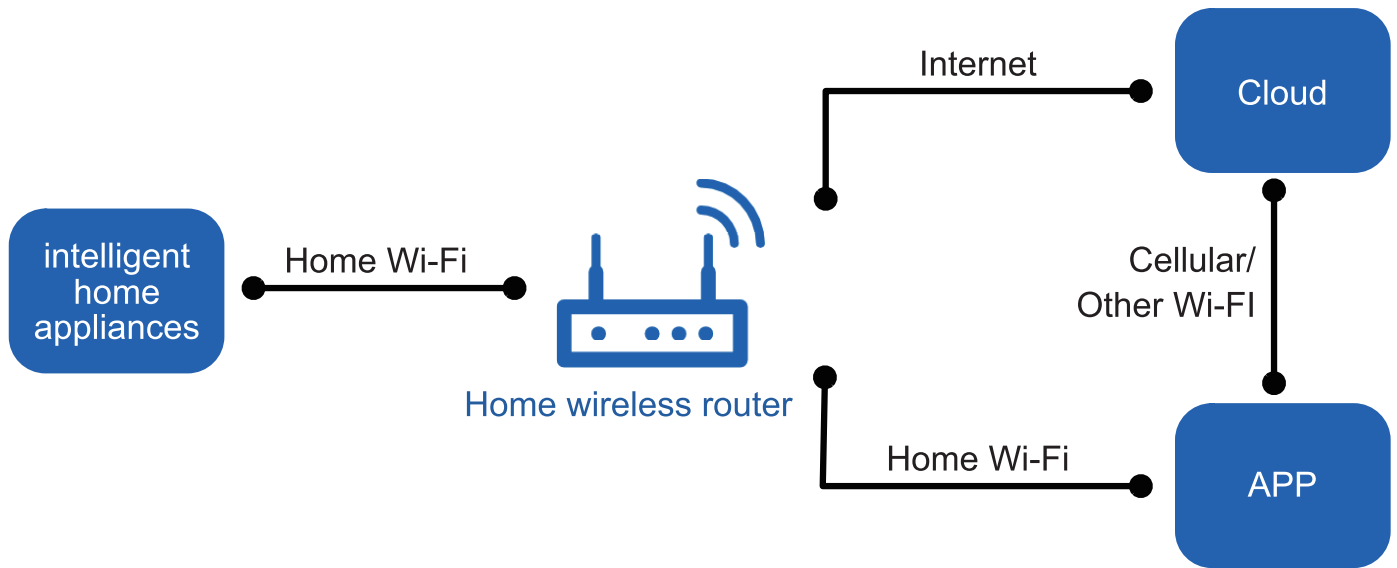 Internet
Cloud
intelligent
home
appliances
Home Wi-Fi
Cellular/
Other Wi-FI
Home wireless router
Home Wi-Fi
APP